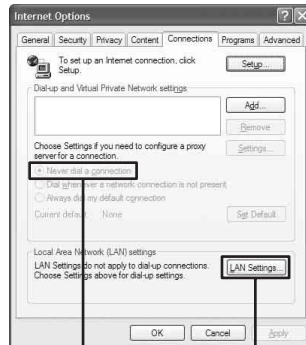 Internet Options
General Security Privacy Content Connections Programs Advanced
To set up an Internet connection, click
Setup.
Setup...
Dial-up and Virtual Private Network settings
Add...
Remove
Choose Settings if you need to configure a proxy
server for a connection.
Settings...
Never dial a connection
Dial whenever a network connection is not present
Always dial my default connection
Current default: None
Set Default
Local Area Network (LAN) settings
LAN Settings do not apply to dial-up connections.
Choose Settings above for dial-up settings.
LAN Settings...
OK Cancel Apply